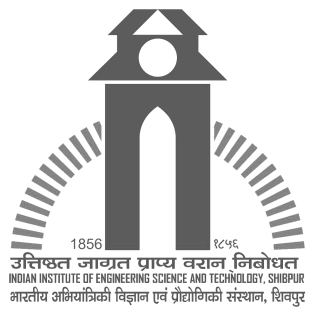 1856 १८५६
उत्तिष्ठत जाग्रत प्राप्य वरान निबोधत
INDIAN INSTITUTE OF ENGINEERING SCIENCE AND TECHNOLOGY, SHIBPUR
भारतीय अभियांत्रिकी विज्ञान एवं प्रौद्योगिकी संस्थान, शिवपुर